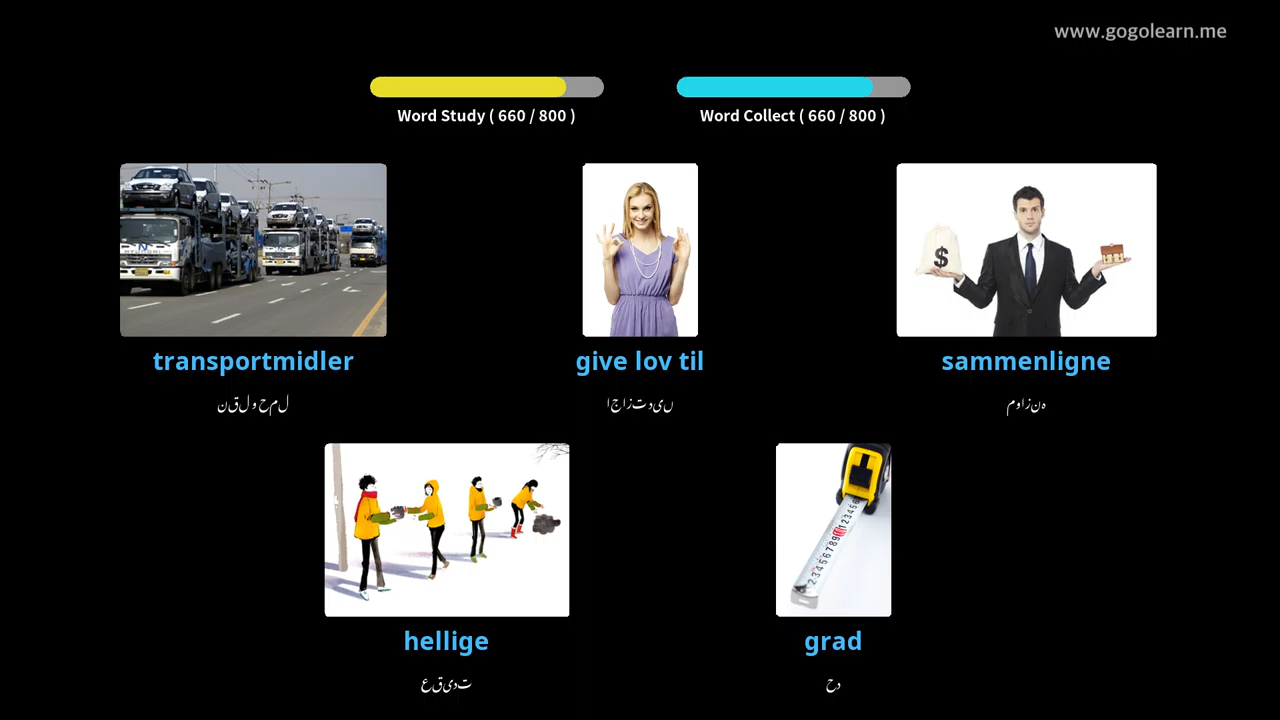 www.gogolearn.me
Word Study ( 660 / 800 )
Word Collect ( 660 / 800 )
$
transportmidler
give lov til
sammenligne
نقل و حمل
اجازت دیں
موازنہ
hellige
grad
عقیدت
حد